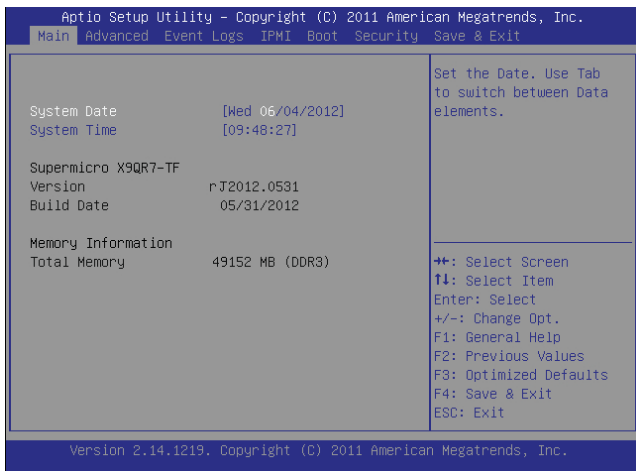 Aptio Setup Utility – Copyright (C) 2011 American Megatrends, Inc.
Main Advanced Event Logs IPMI Boot Security Save & Exit
Set the Date. Use Tab
to switch between Data
elements.
System Date [Wed 06/04/2012]
System Time [09:48:27]
Supermicro X9QR7-TF
Version rJ2012.0531
Build Date 05/31/2012
Memory Information
Total Memory 49152 MB (DDR3)
→←: Select Screen
↑↓: Select Item
Enter: Select
+/-: Change Opt.
F1: General Help
F2: Previous Values
F3: Optimized Defaults
F4: Save & Exit
ESC: Exit
Version 2.14.1219. Copyright (C) 2011 American Megatrends, Inc.